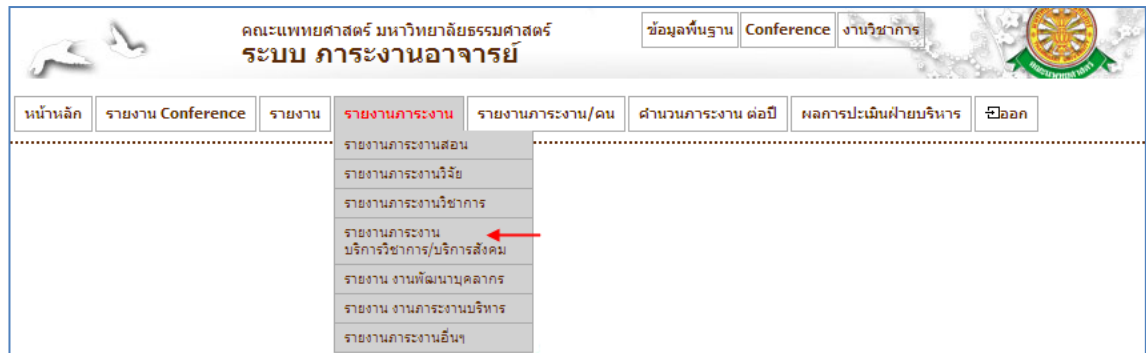 คณะแพทยศาสตร์ มหาวิทยาลัยธรรมศาสตร์
ระบบ ภาระงานอาจารย์
ข้อมูลพื้นฐาน Conference งานวิชาการ
หน้าหลัก รายงาน Conference รายงาน รายงานภาระงาน รายงานภาระงาน/คน คำนวนภาระงาน ต่อปี ผลการประเมินฝ่ายบริหาร ออก
รายงานภาระงานสอน
รายงานภาระงานวิจัย
รายงานภาระงานวิชาการ
รายงานภาระงาน
บริการวิชาการ/บริการสังคม
รายงาน งานพัฒนาบุคลากร
รายงาน งานภาระงานบริหาร
รายงานภาระงานอื่นๆ